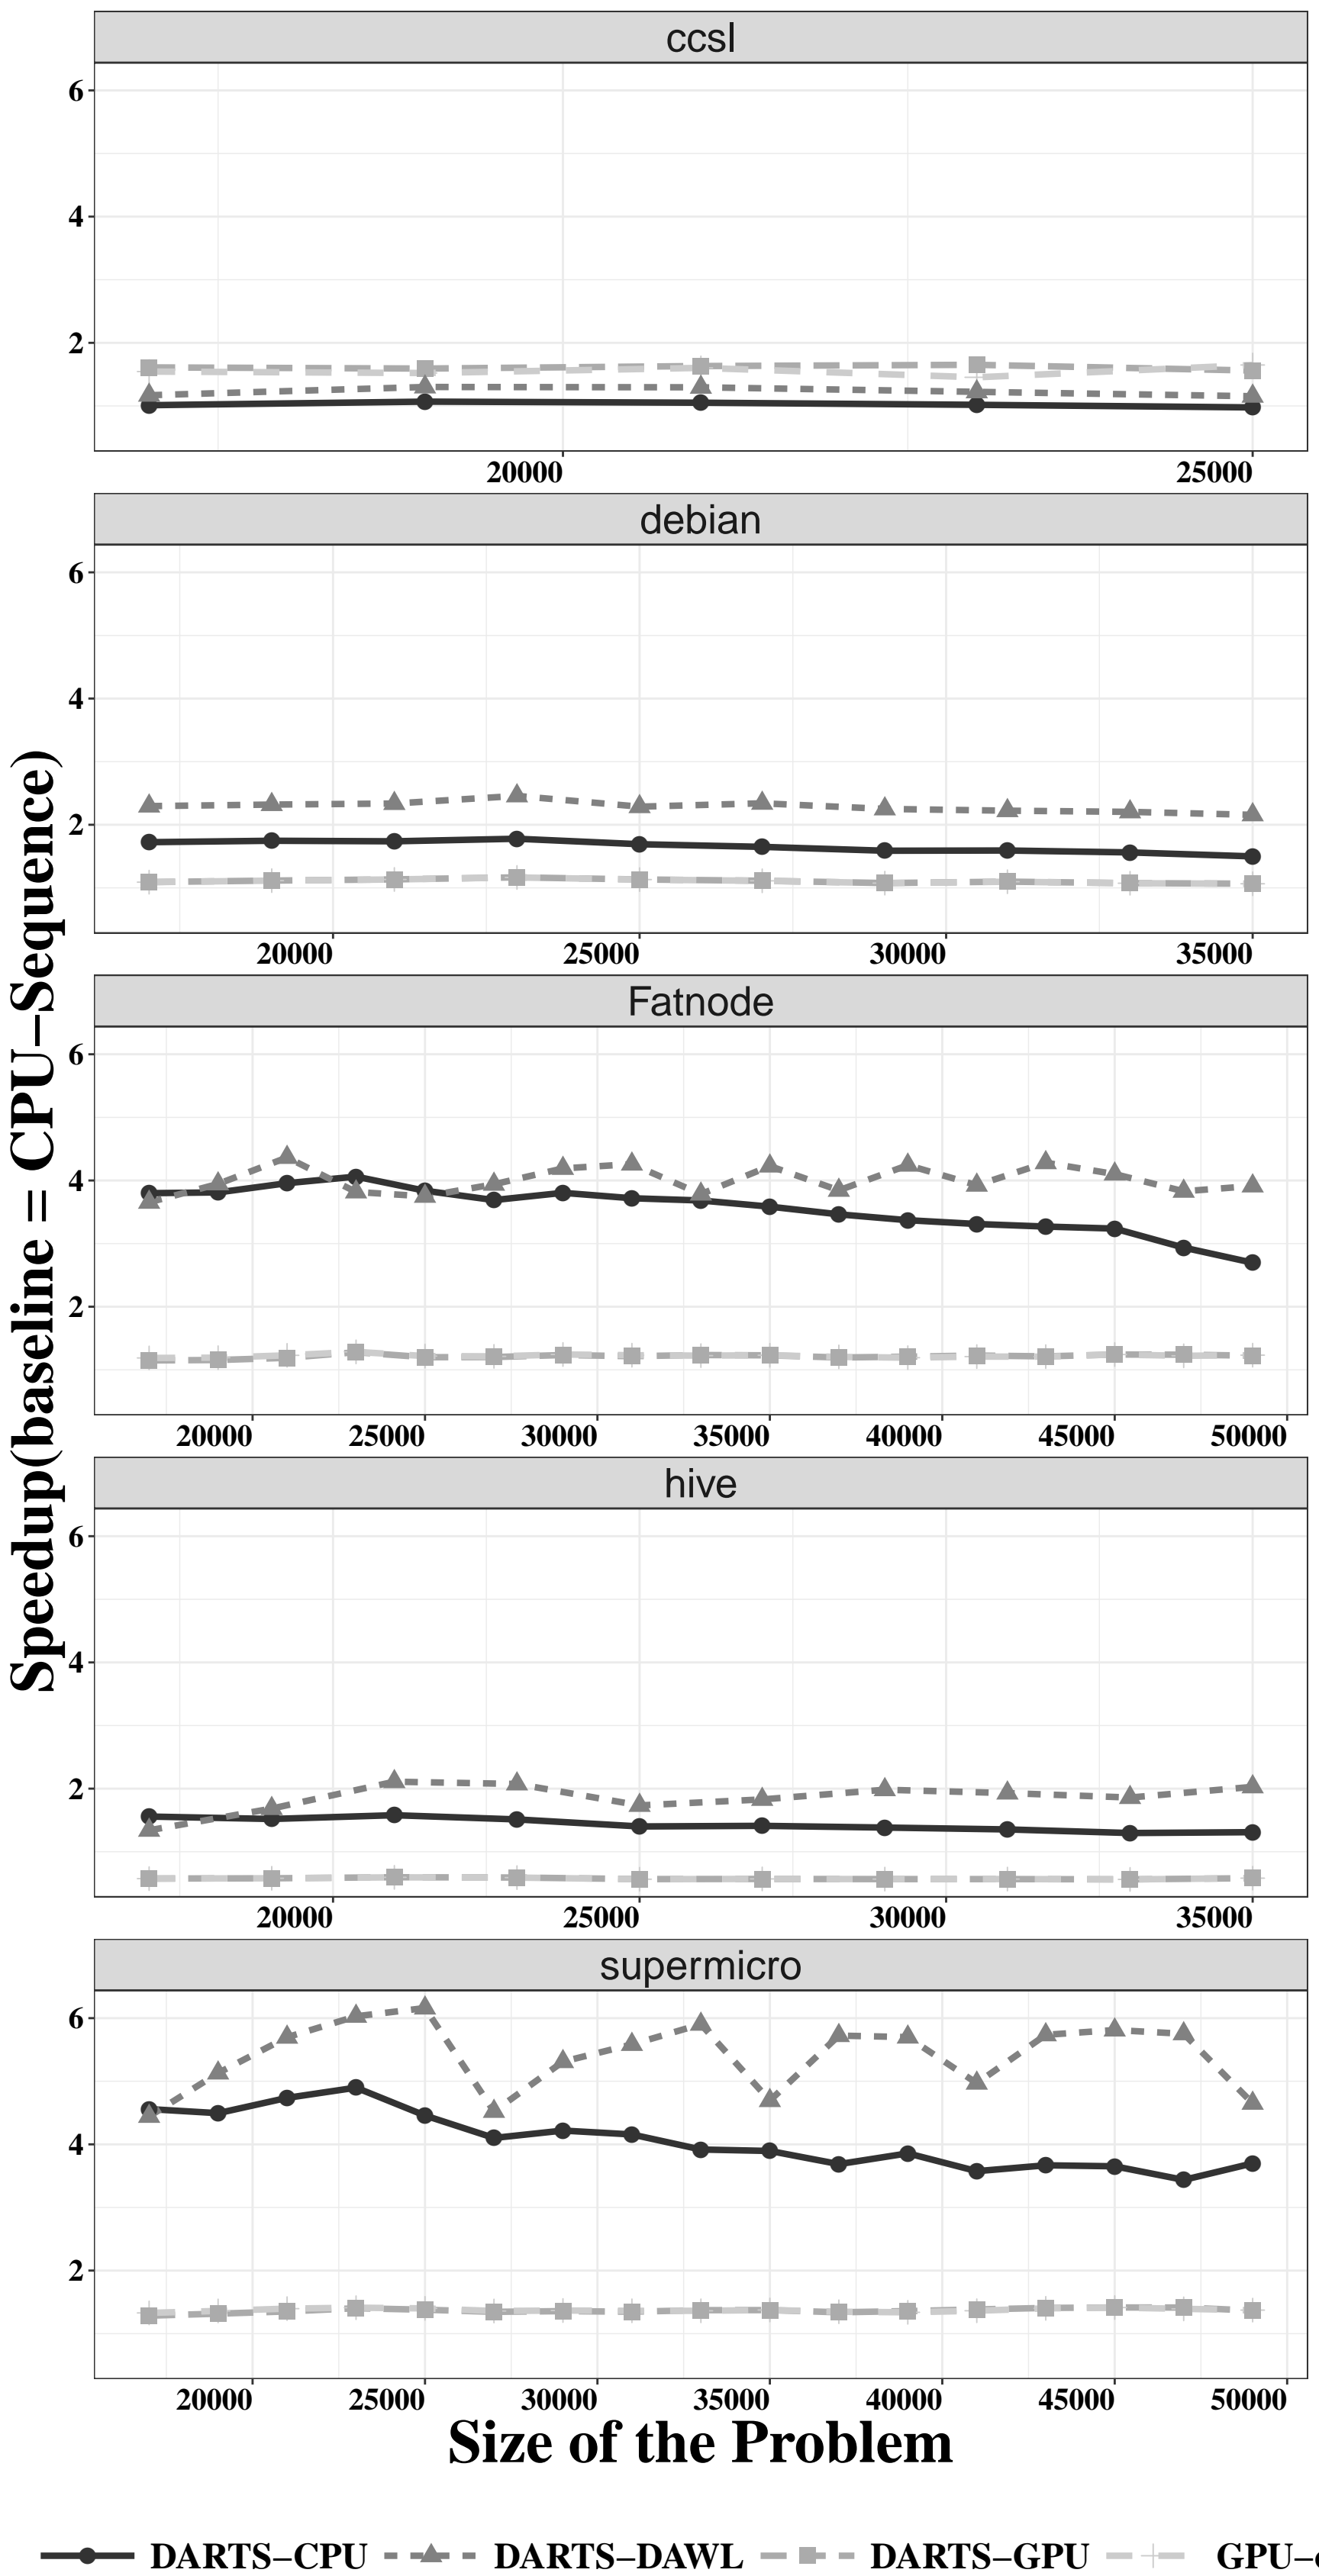 Speedup(baseline = CPU−Sequence)
ccsl
6
4
2
20000 25000
debian
6
4
2
20000 25000 30000 35000
Fatnode
6
4
2
20000 25000 30000 35000 40000 45000 50000
hive
6
4
2
20000 25000 30000 35000
supermicro
6
4
2
20000 25000 30000 35000 40000 45000 50000
Size of the Problem
DARTS−CPU DARTS−DAWL DARTS−GPU GPU−